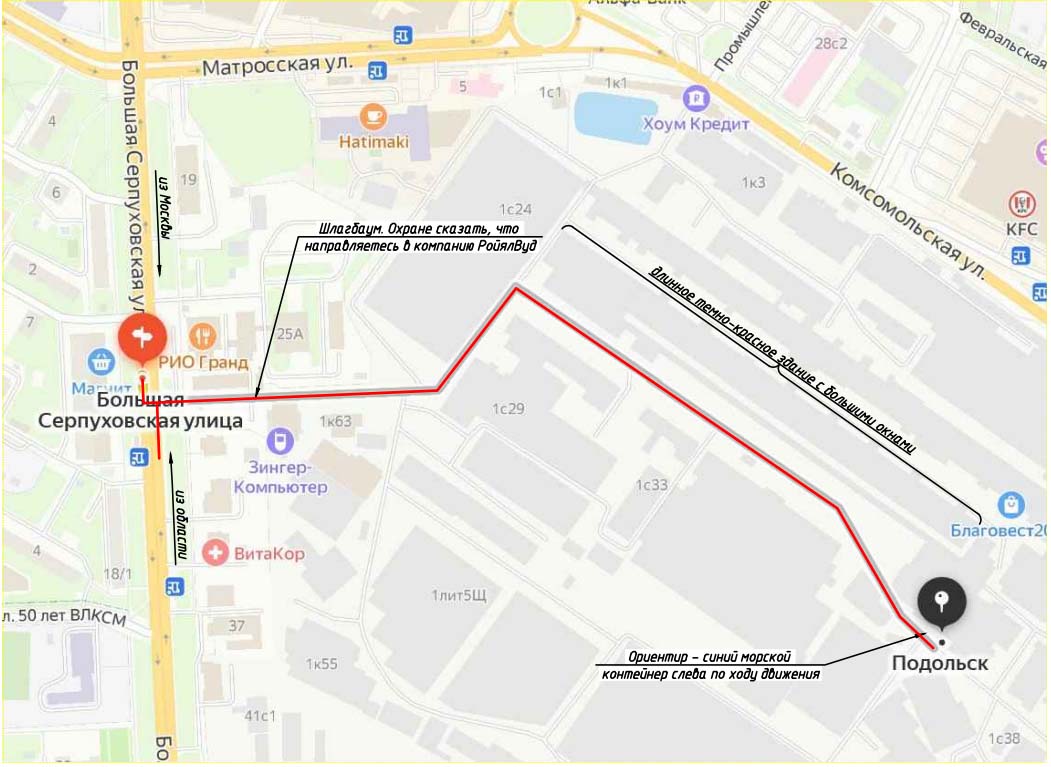 Альфа-Банк
Промышле
Февральская
28с2
Матросская ул.
Большая Серпуховская ул
5
1с1
1к1
Хоум Кредит
Hatimaki
4
19
6
из Москвы
1к3
Комсомольская ул.
KFC
1с24
Шлагбаум. Охране сказать, что
направляетесь в компанию РойялВуд
длинное темно-красное здание с большими окнами
2
7
25А
РИО Гранд
Магнит
Большая
Серпуховская улица
1к63
1с29
Зингер-
Компьютер
1с33
из области
Благовест20
ВитаКор
4
18/1
1лит5Щ
л. 50 лет ВЛКСМ
37
Ориентир - синий морской
контейнер слева по ходу движения
Подольск
1к55
41с1
Бо
1с38